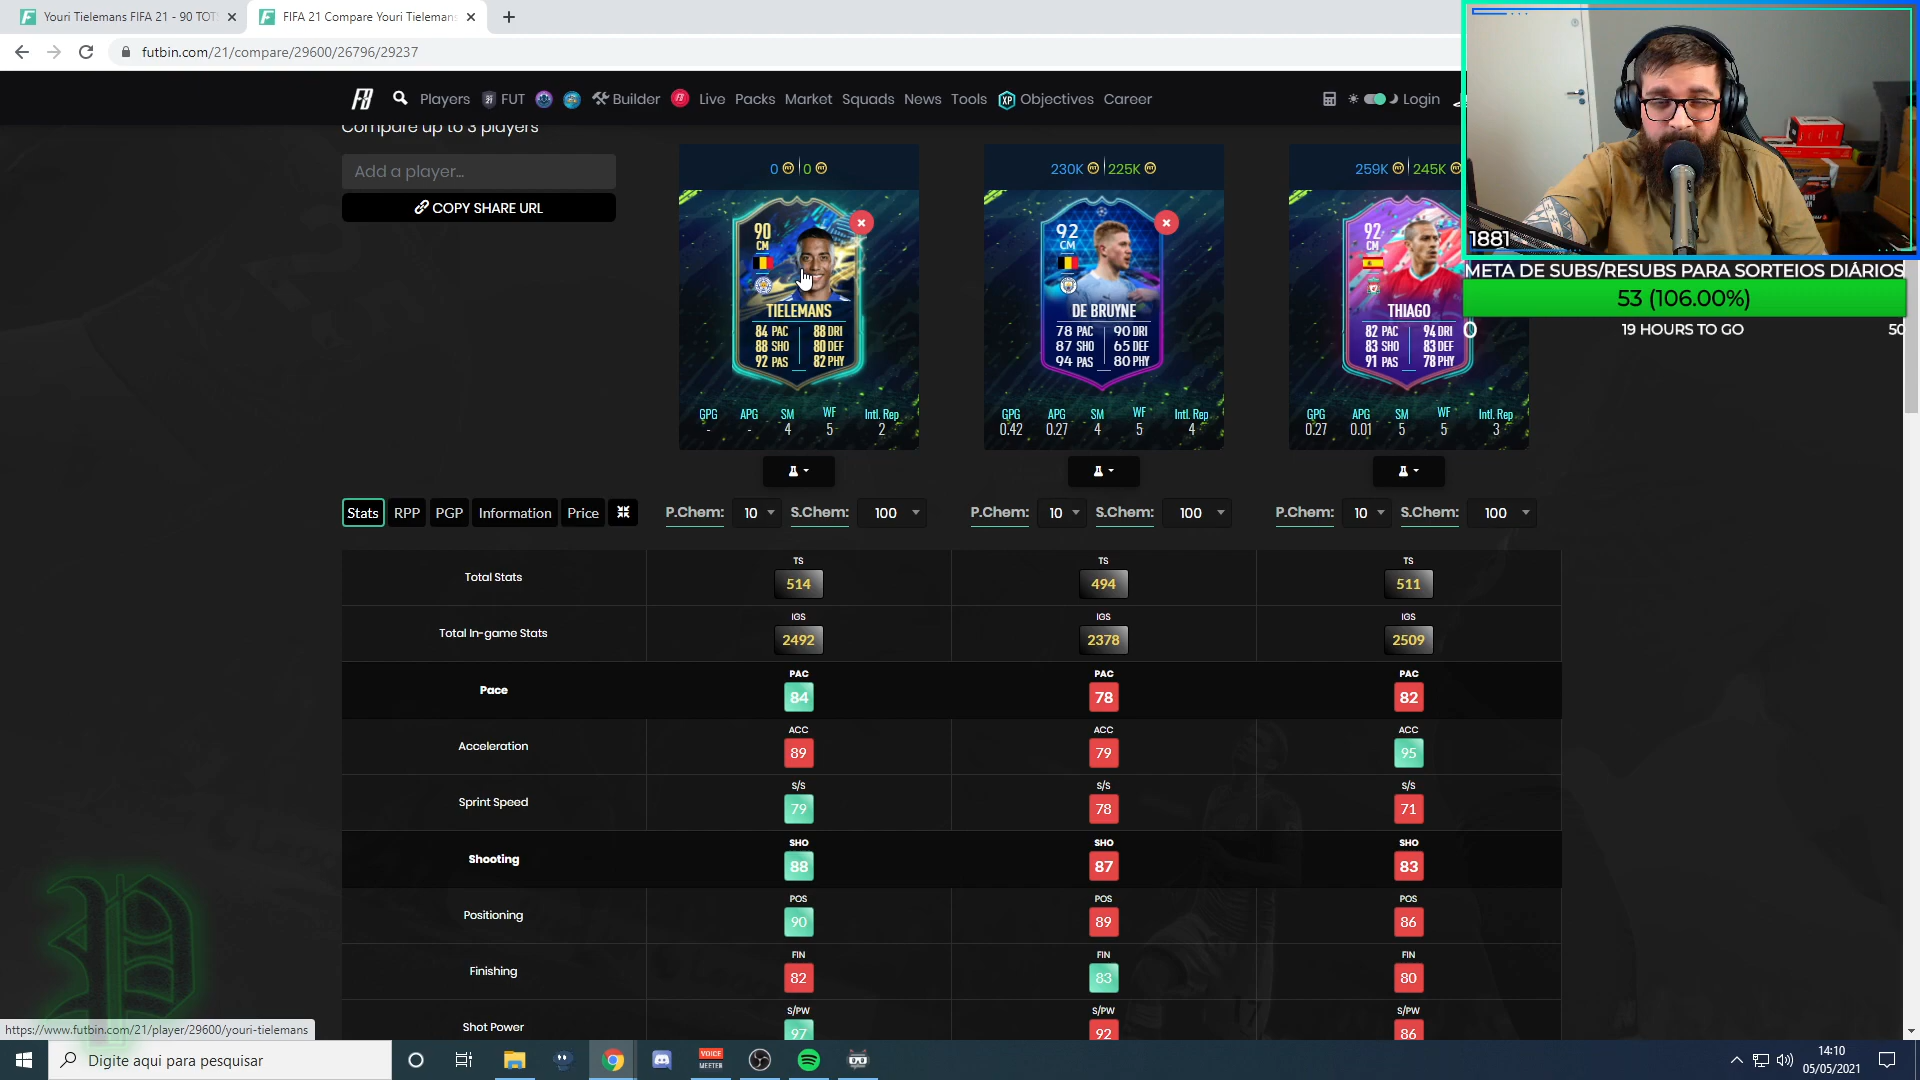 Youri Tielemans FIFA 21 - 90 TOT
FIFA 21 Compare Youri Tielemans
futbin.com/21/compare/29600/26796/29237
Players FUT Builder Live Packs Market Squads News Tools XP Objectives Career Login
Compare up to 3 players
Add a player...
COPY SHARE URL
0 | 0
230K | 225K
259K | 245K
90 CM
TIELEMANS
84 PAC 88 DRI
88 SHO 80 DEF
92 PAS 82 PHY
GPG APG SM WF Intl. Rep
- - 4 5 2
92 CM
DE BRUYNE
78 PAC 90 DRI
87 SHO 65 DEF
94 PAS 80 PHY
GPG APG SM WF Intl. Rep
0.42 0.27 4 5 4
92 CM
THIAGO
82 PAC 94 DRI
83 SHO 83 DEF
91 PAS 78 PHY
GPG APG SM WF Intl. Rep
0.27 0.01 5 5 3
1881
META DE SUBS/RESUBS PARA SORTEIOS DIÁRIOS
53 (106.00%)
0 19 HOURS TO GO 50
Stats RPP PGP Information Price
P.Chem: 10 S.Chem: 100
P.Chem: 10 S.Chem: 100
P.Chem: 10 S.Chem: 100
TS TS TS
Total Stats 514 494 511
IGS IGS IGS
Total In-game Stats 2492 2378 2509
PAC PAC PAC
Pace 84 78 82
ACC ACC ACC
Acceleration 89 79 95
S/S S/S S/S
Sprint Speed 79 78 71
SHO SHO SHO
Shooting 88 87 83
POS POS POS
Positioning 90 89 86
FIN FIN FIN
Finishing 82 83 80
S/PW S/PW S/PW
Shot Power 97 92 86
https://www.futbin.com/21/player/29600/youri-tielemans
Digite aqui para pesquisar
VOICE MEETER
14:10
05/05/2021